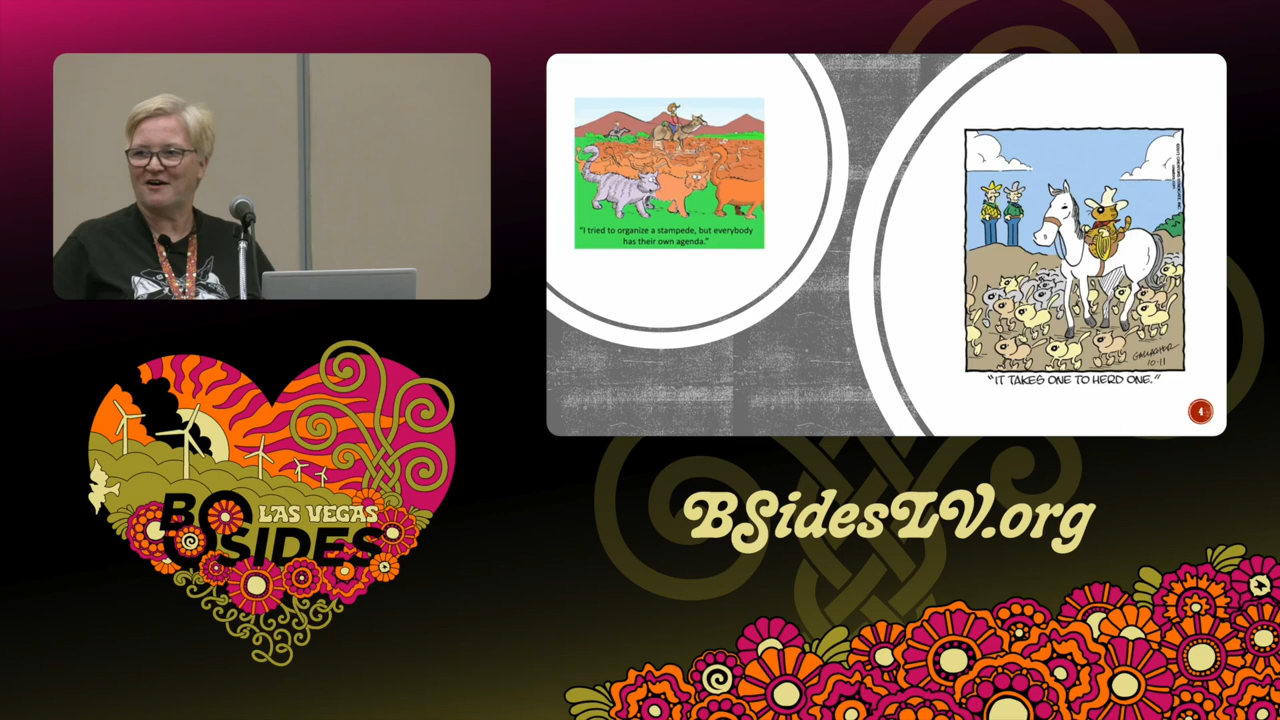 "I tried to organize a stampede, but everybody
has their own agenda."
GALLAGHER
10-11
"IT TAKES ONE TO HERD ONE."
4
BSIDES
LAS VEGAS
BSidesLV.org